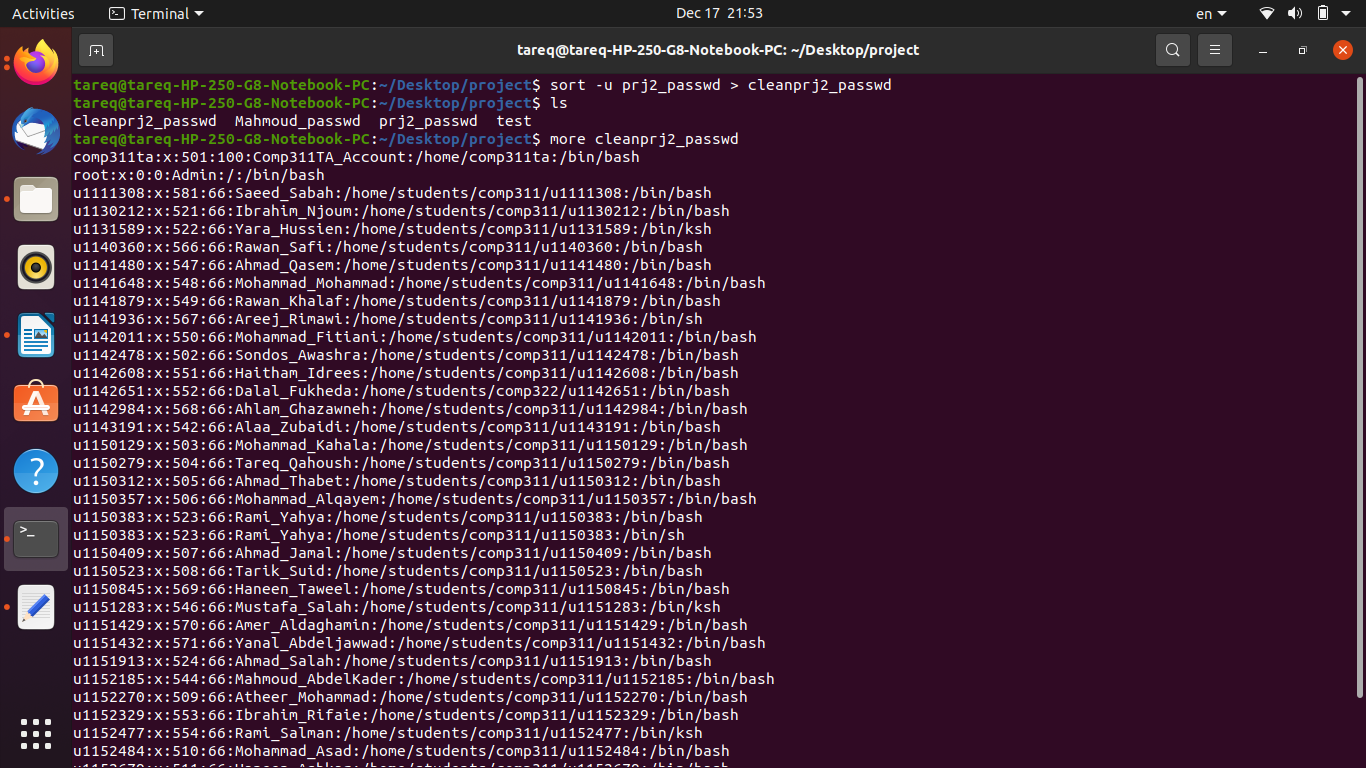 Activities Terminal Dec 17 21:53 en
tareq@tareq-HP-250-G8-Notebook-PC: ~/Desktop/project
tareq@tareq-HP-250-G8-Notebook-PC:~/Desktop/project$ sort -u prj2_passwd > cleanprj2_passwd
tareq@tareq-HP-250-G8-Notebook-PC:~/Desktop/project$ ls
cleanprj2_passwd Mahmoud_passwd prj2_passwd test
tareq@tareq-HP-250-G8-Notebook-PC:~/Desktop/project$ more cleanprj2_passwd
comp311ta:x:501:100:Comp311TA_Account:/home/comp311ta:/bin/bash
root:x:0:0:Admin:/:/bin/bash
u1111308:x:581:66:Saeed_Sabah:/home/students/comp311/u1111308:/bin/bash
u1130212:x:521:66:Ibrahim_Njoum:/home/students/comp311/u1130212:/bin/bash
u1131589:x:522:66:Yara_Hussien:/home/students/comp311/u1131589:/bin/ksh
u1140360:x:566:66:Rawan_Safi:/home/students/comp311/u1140360:/bin/bash
u1141480:x:547:66:Ahmad_Qasem:/home/students/comp311/u1141480:/bin/bash
u1141648:x:548:66:Mohammad_Mohammad:/home/students/comp311/u1141648:/bin/bash
u1141879:x:549:66:Rawan_Khalaf:/home/students/comp311/u1141879:/bin/bash
u1141936:x:567:66:Areej_Rimawi:/home/students/comp311/u1141936:/bin/sh
u1142011:x:550:66:Mohammad_Fitiani:/home/students/comp311/u1142011:/bin/bash
u1142478:x:502:66:Sondos_Awashra:/home/students/comp311/u1142478:/bin/bash
u1142608:x:551:66:Haitham_Idrees:/home/students/comp311/u1142608:/bin/bash
u1142651:x:552:66:Dalal_Fukheda:/home/students/comp322/u1142651:/bin/bash
u1142984:x:568:66:Ahlam_Ghazawneh:/home/students/comp311/u1142984:/bin/bash
u1143191:x:542:66:Alaa_Zubaidi:/home/students/comp311/u1143191:/bin/bash
u1150129:x:503:66:Mohammad_Kahala:/home/students/comp311/u1150129:/bin/bash
u1150279:x:504:66:Tareq_Qahoush:/home/students/comp311/u1150279:/bin/bash
u1150312:x:505:66:Ahmad_Thabet:/home/students/comp311/u1150312:/bin/bash
u1150357:x:506:66:Mohammad_Alqayem:/home/students/comp311/u1150357:/bin/bash
u1150383:x:523:66:Rami_Yahya:/home/students/comp311/u1150383:/bin/bash
u1150383:x:523:66:Rami_Yahya:/home/students/comp311/u1150383:/bin/sh
u1150409:x:507:66:Ahmad_Jamal:/home/students/comp311/u1150409:/bin/bash
u1150523:x:508:66:Tarik_Suid:/home/students/comp311/u1150523:/bin/bash
u1150845:x:569:66:Haneen_Taweel:/home/students/comp311/u1150845:/bin/bash
u1151283:x:546:66:Mustafa_Salah:/home/students/comp311/u1151283:/bin/ksh
u1151429:x:570:66:Amer_Aldaghamin:/home/students/comp311/u1151429:/bin/bash
u1151432:x:571:66:Yanal_Abdeljawwad:/home/students/comp311/u1151432:/bin/bash
u1151913:x:524:66:Ahmad_Salah:/home/students/comp311/u1151913:/bin/bash
u1152185:x:544:66:Mahmoud_AbdelKader:/home/students/comp311/u1152185:/bin/bash
u1152270:x:509:66:Atheer_Mohammad:/home/students/comp311/u1152270:/bin/bash
u1152329:x:553:66:Ibrahim_Rifaie:/home/students/comp311/u1152329:/bin/bash
u1152477:x:554:66:Rami_Salman:/home/students/comp311/u1152477:/bin/ksh
u1152484:x:510:66:Mohammad_Asad:/home/students/comp311/u1152484:/bin/bash